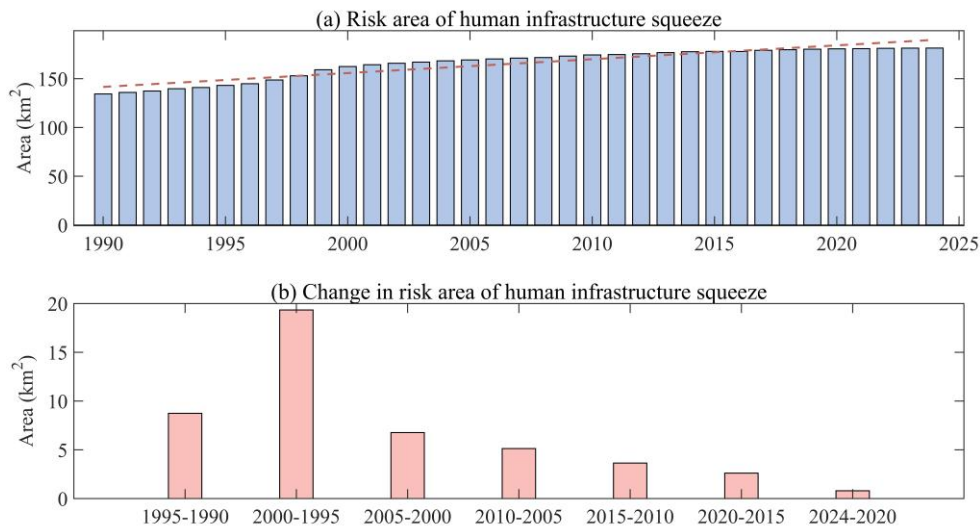 (a) Risk area of human infrastructure squeeze
Area (km²)
150
100
50
0
1990 1995 2000 2005 2010 2015 2020 2025
(b) Change in risk area of human infrastructure squeeze
Area (km²)
20
15
10
5
0
1995-1990 2000-1995 2005-2000 2010-2005 2015-2010 2020-2015 2024-2020